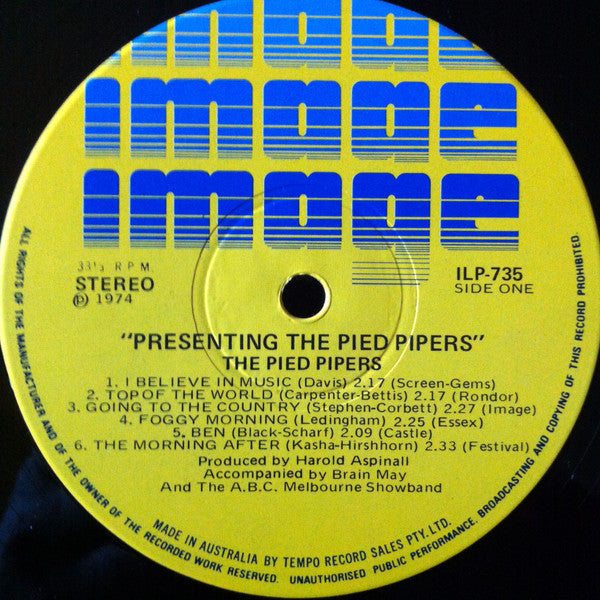 image
image
image
33⅓ R P M
STEREO
℗ 1974
ILP-735
SIDE ONE
"PRESENTING THE PIED PIPERS"
THE PIED PIPERS
1. I BELIEVE IN MUSIC (Davis) 2.17 (Screen-Gems)
2. TOP OF THE WORLD (Carpenter-Bettis) 2.17 (Rondor)
3. GOING TO THE COUNTRY (Stephen-Corbett) 2.27 (Image)
4. FOGGY MORNING (Ledingham) 2.25 (Essex)
5. BEN (Black-Scharf) 2.09 (Castle)
6. THE MORNING AFTER (Kasha-Hirshhorn) 2.33 (Festival)
Produced by Harold Aspinall
Accompanied by Brain May
And The A.B.C. Melbourne Showband
MADE IN AUSTRALIA BY TEMPO RECORD SALES PTY. LTD.
ALL RIGHTS OF THE MANUFACTURER AND OF THE OWNER OF THE RECORDED WORK RESERVED. UNAUTHORISED PUBLIC PERFORMANCE. BROADCASTING AND COPYING OF THIS RECORD PROHIBITED.